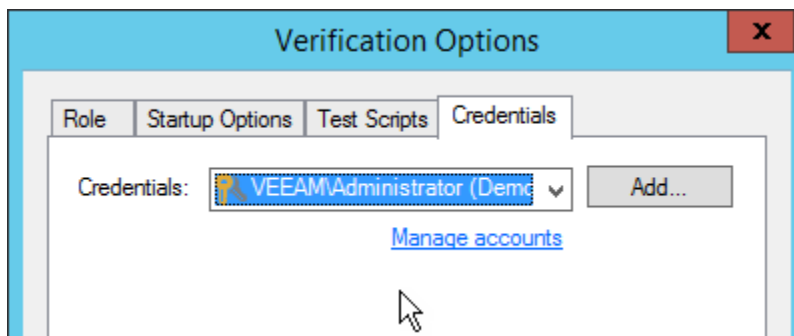 Verification Options
x
Role Startup Options Test Scripts Credentials
Credentials: VEEAM\Administrator (Demo Add...
Manage accounts